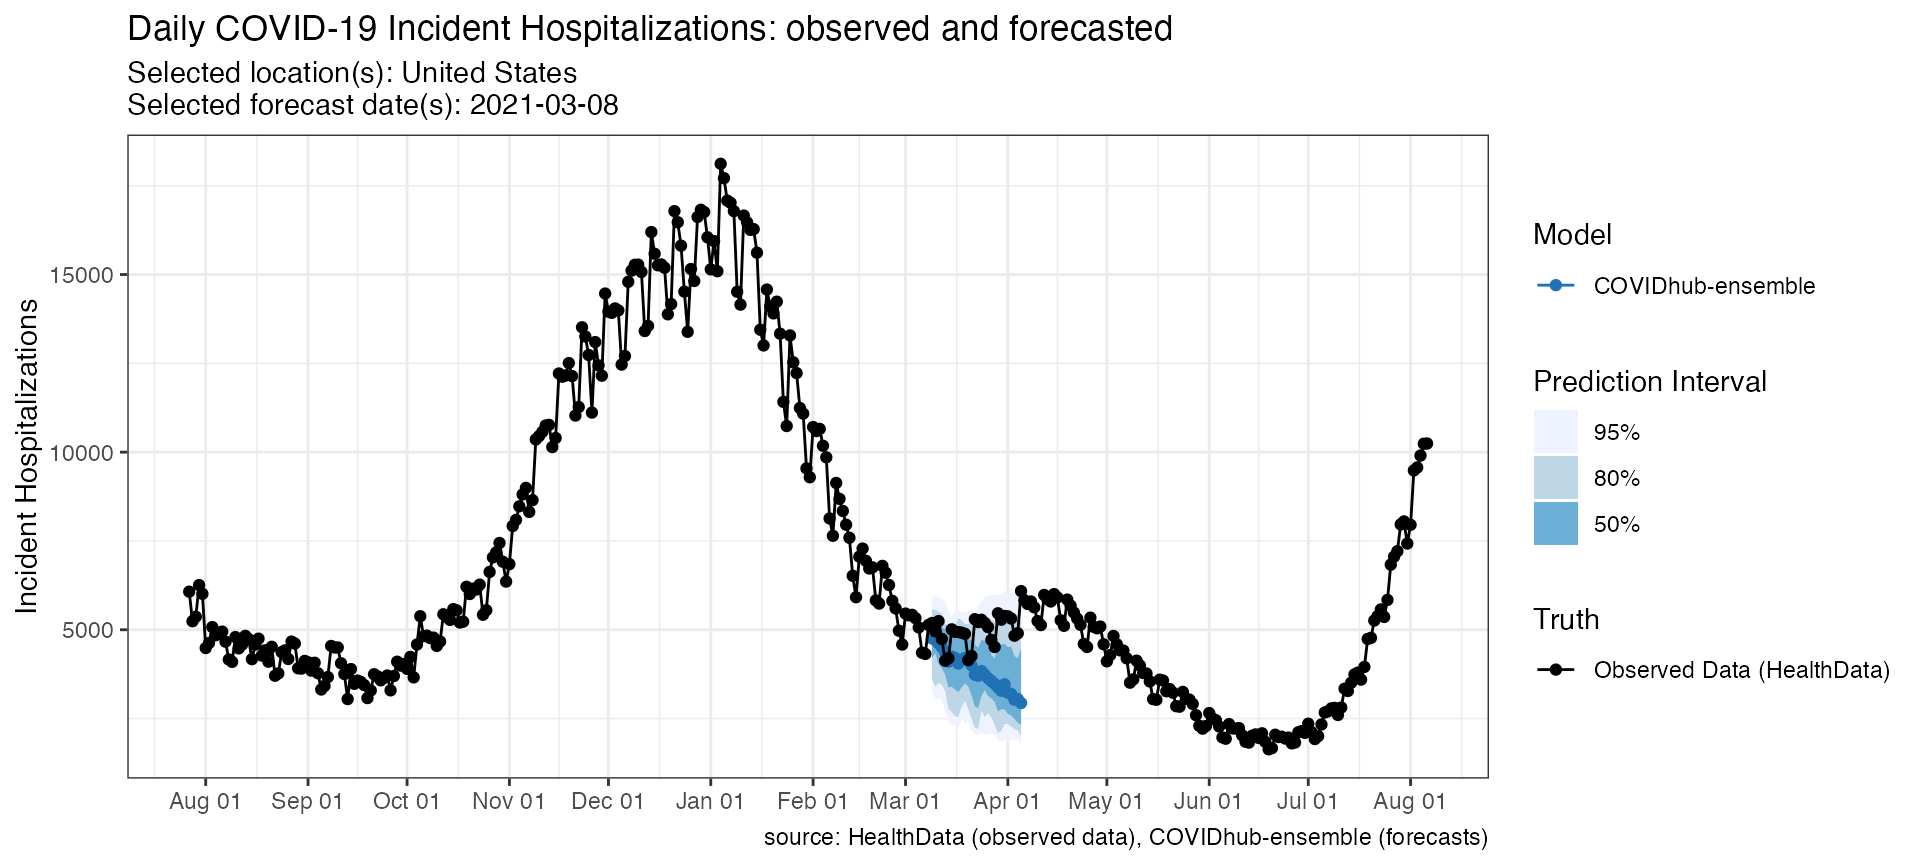 Daily COVID-19 Incident Hospitalizations: observed and forecasted
Selected location(s): United States
Selected forecast date(s): 2021-03-08
Incident Hospitalizations
15000
10000
5000
Aug 01
Sep 01
Oct 01
Nov 01
Dec 01
Jan 01
Feb 01
Mar 01
Apr 01
May 01
Jun 01
Jul 01
Aug 01
source: HealthData (observed data), COVIDhub-ensemble (forecasts)
Model
COVIDhub-ensemble
Prediction Interval
95%
80%
50%
Truth
Observed Data (HealthData)